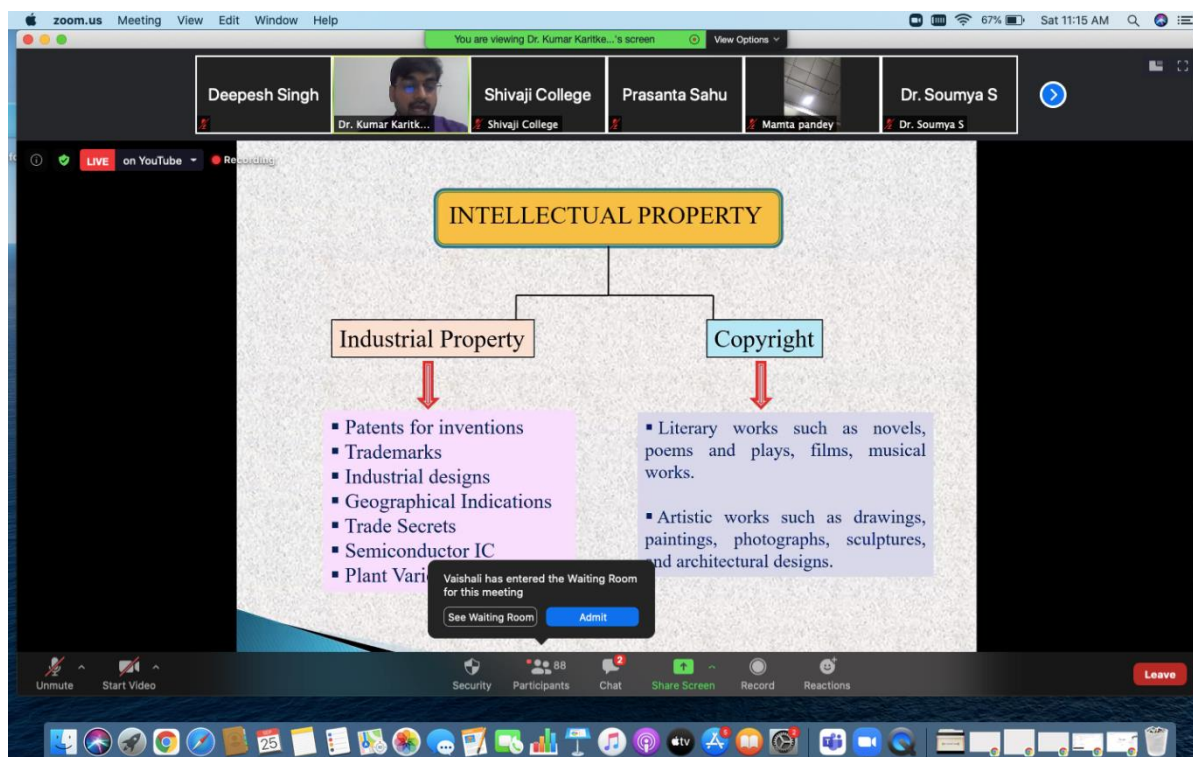 zoom.us Meeting View Edit Window Help 67% Sat 11:15 AM
You are viewing Dr. Kumar Karitke...'s screen View Options
Deepesh Singh
Dr. Kumar Karitk...
Shivaji College
Shivaji College
Prasanta Sahu
Mamta pandey
Dr. Soumya S
Dr. Soumya S
LIVE on YouTube Recording
INTELLECTUAL PROPERTY
Industrial Property
Copyright
▪ Patents for inventions
▪ Trademarks
▪ Industrial designs
▪ Geographical Indications
▪ Trade Secrets
▪ Semiconductor IC
▪ Plant Vari
▪ Literary works such as novels,
poems and plays, films, musical
works.
▪ Artistic works such as drawings,
paintings, photographs, sculptures,
and architectural designs.
Vaishali has entered the Waiting Room
for this meeting
See Waiting Room Admit
Unmute Start Video Security Participants 88 Chat 2 Share Screen Record Reactions Leave
25
tv